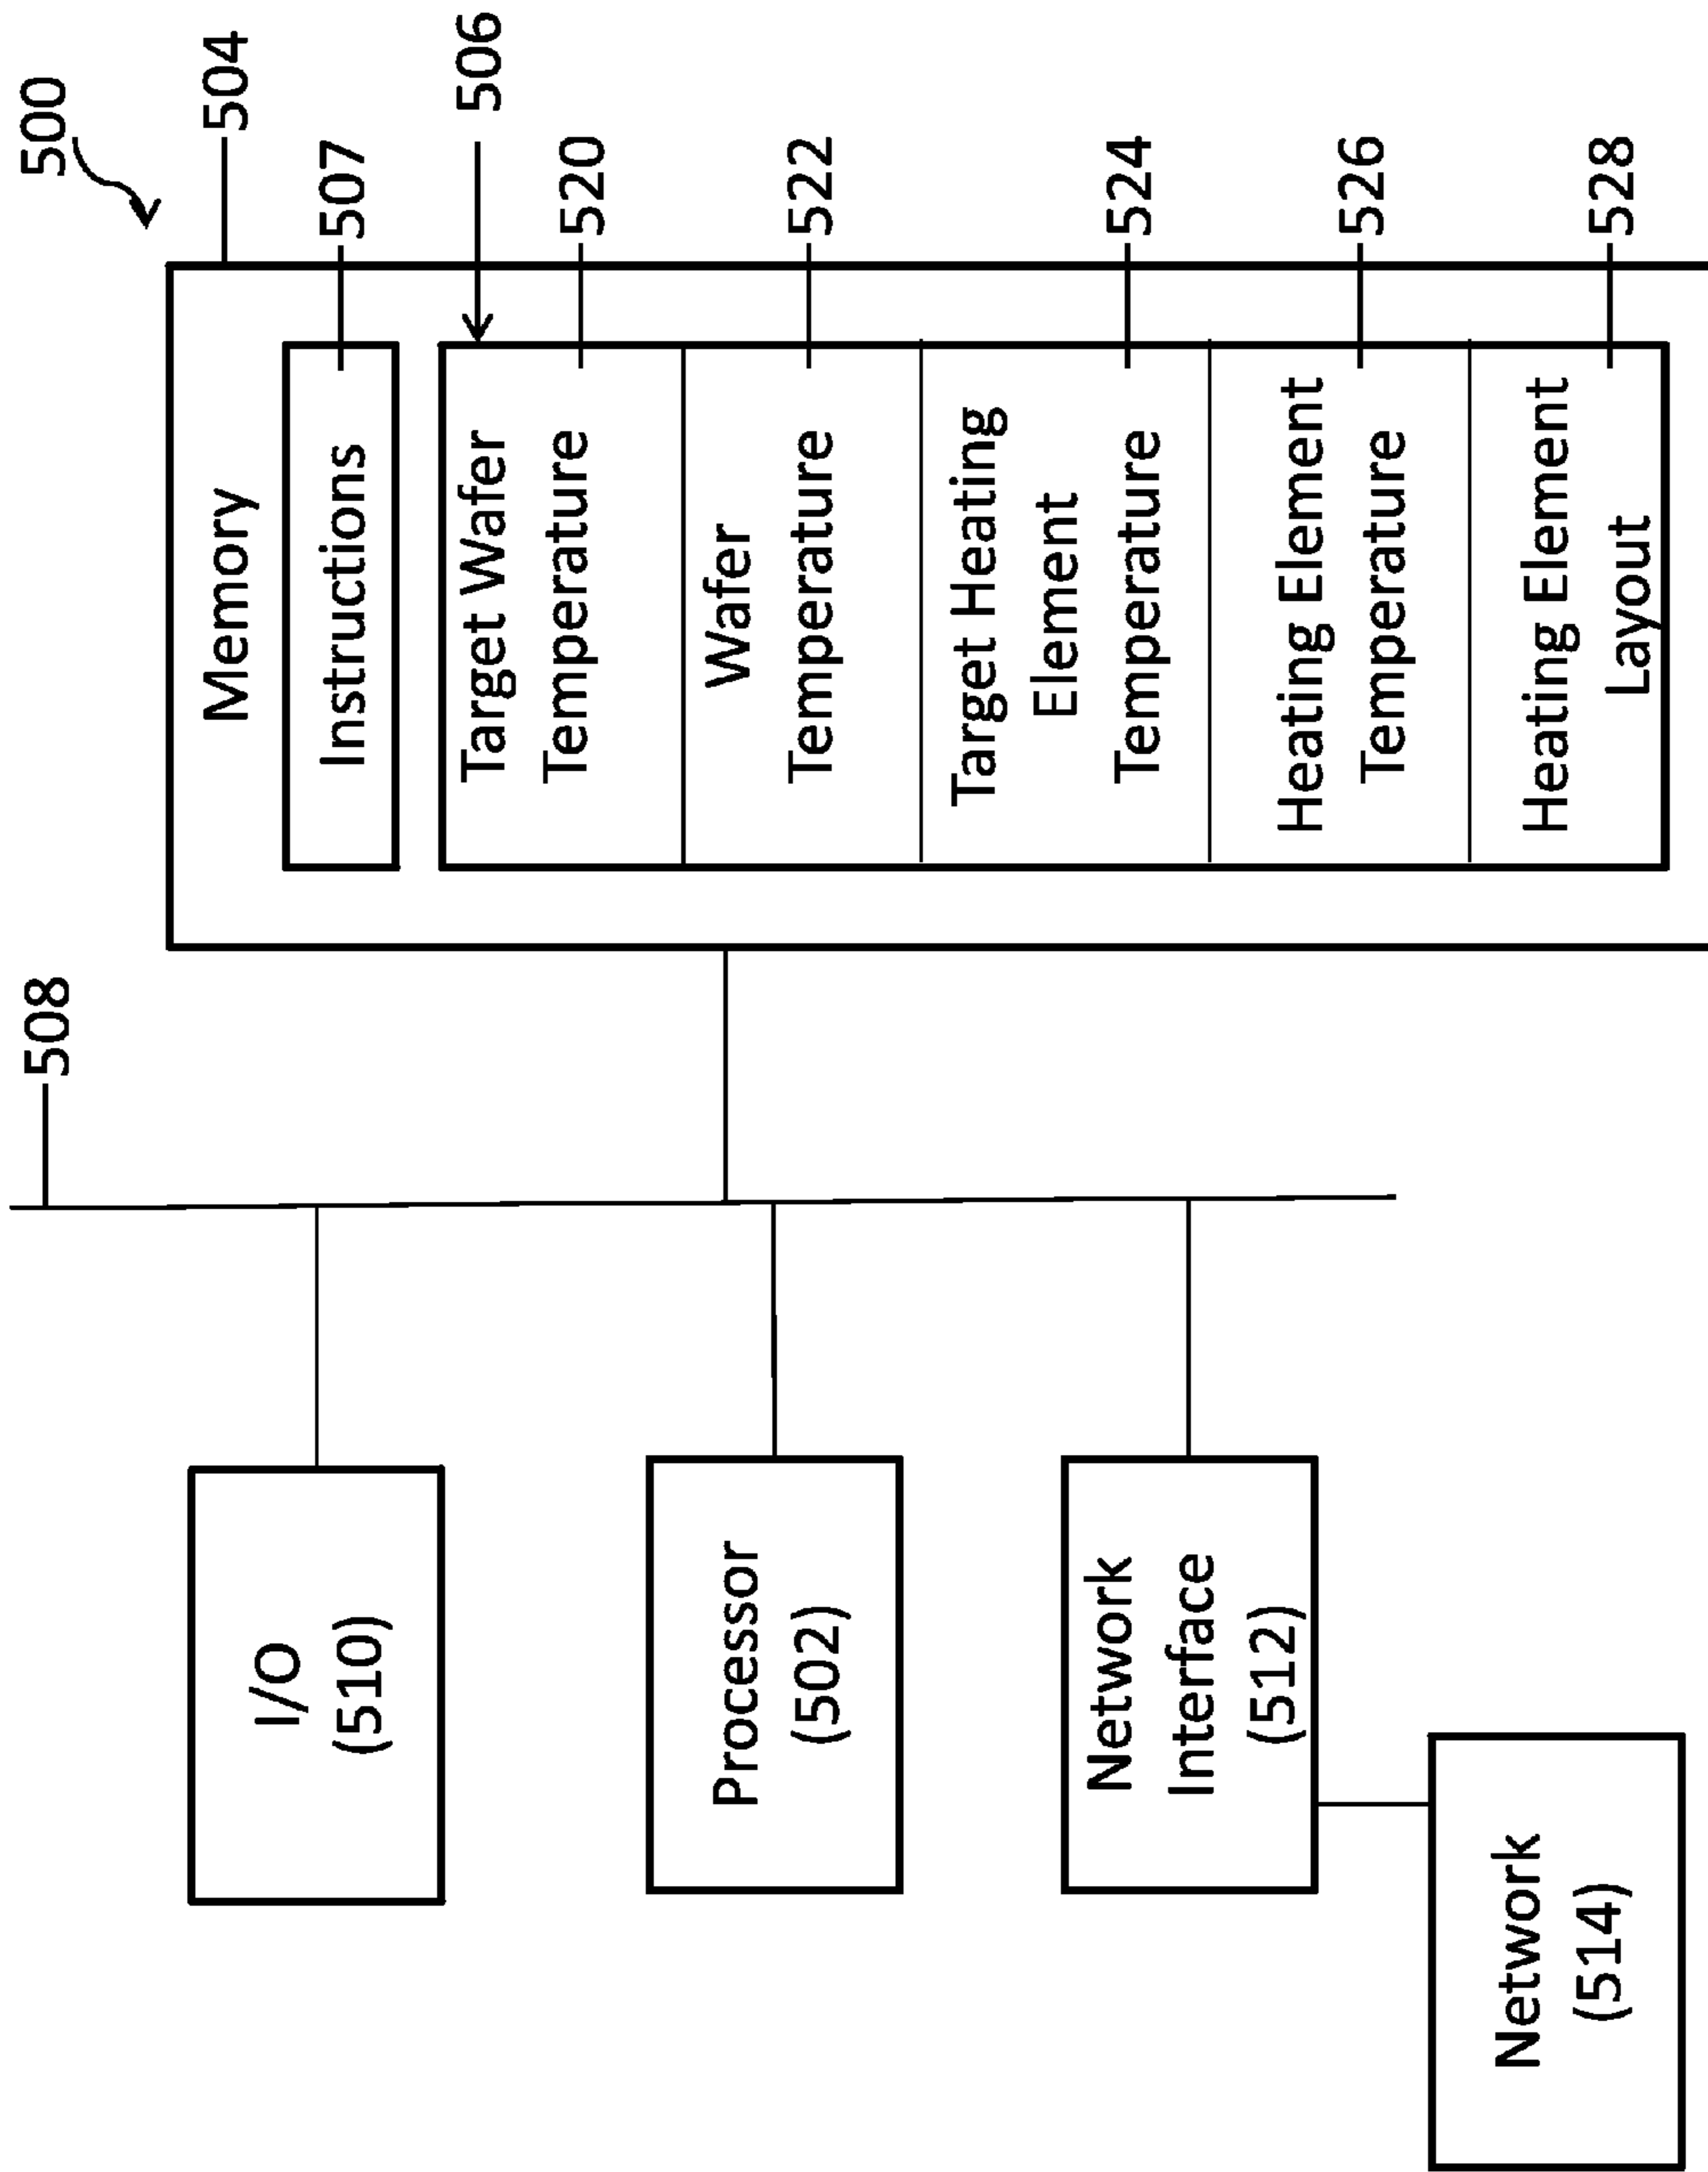 500
508
504
Memory
Instructions
507
506
Target Wafer
Temperature
520
Wafer
Temperature
522
Target Heating
Element
Temperature
524
Heating Element
Temperature
526
Heating Element
Layout
528
I/O
(510)
Processor
(502)
Network
Interface
(512)
Network
(514)